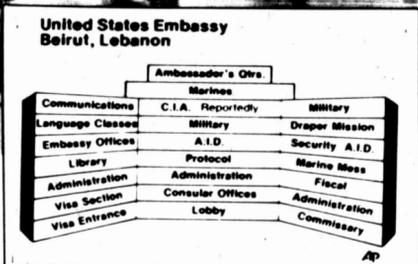 United States Embassy
Beirut, Lebanon
Ambassador's Qtrs.
Marines
Communications C.I.A. Reportedly Military
Language Classes Military Draper Mission
Embassy Offices A.I.D. Security A.I.D.
Library Protocol Marine Mess
Administration Administration Fiscal
Visa Section Consular Offices Administration
Visa Entrance Lobby Commissary
AP